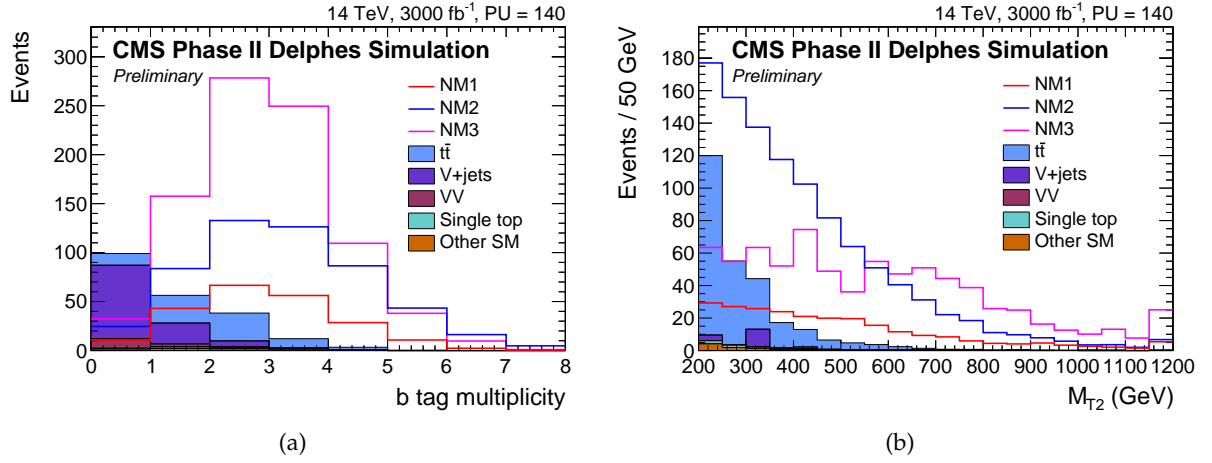 14 TeV, 3000 fb⁻¹, PU = 140
CMS Phase II Delphes Simulation
Preliminary
NM1
NM2
NM3
tt̄
V+jets
VV
Single top
Other SM
Events
300
250
200
150
100
50
0
0 1 2 3 4 5 6 7 8
b tag multiplicity
(a)
14 TeV, 3000 fb⁻¹, PU = 140
CMS Phase II Delphes Simulation
Preliminary
NM1
NM2
NM3
tt̄
V+jets
VV
Single top
Other SM
Events / 50 GeV
180
160
140
120
100
80
60
40
20
0
200 300 400 500 600 700 800 900 1000 1100 1200
M_T2 (GeV)
(b)